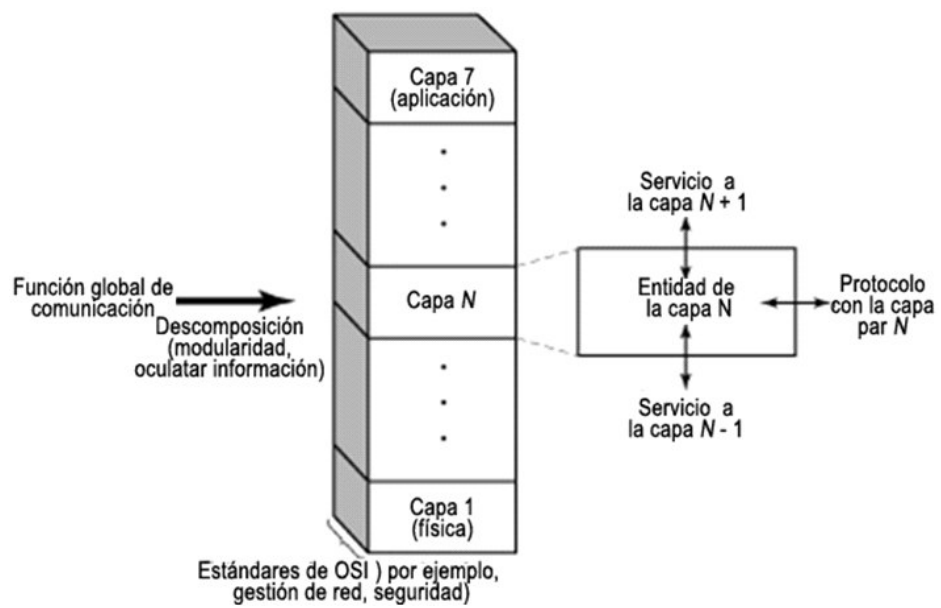 Capa 7
(aplicación)
Servicio a
la capa N + 1
Función global de
comunicación
Descomposición
(modularidad,
oculatar información)
Capa N
Entidad de
la capa N
Protocolo
con la capa
par N
Servicio a
la capa N - 1
Capa 1
(física)
Estándares de OSI ) por ejemplo,
gestión de red, seguridad)